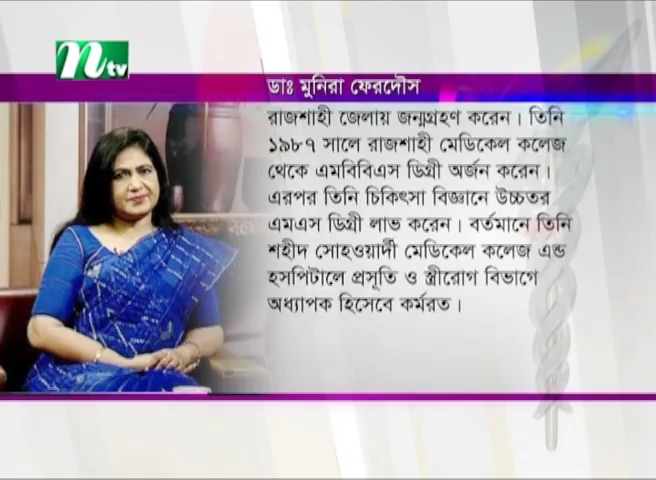 ntv
ডাঃ মুনিরা ফেরদৌস
রাজশাহী জেলায় জন্মগ্রহণ করেন। তিনি
১৯৮৭ সালে রাজশাহী মেডিকেল কলেজ
থেকে এমবিবিএস ডিগ্রী অর্জন করেন।
এরপর তিনি চিকিৎসা বিজ্ঞানে উচ্চতর
এমএস ডিগ্রী লাভ করেন। বর্তমানে তিনি
শহীদ সোহওয়ার্দী মেডিকেল কলেজ এন্ড
হসপিটালে প্রসূতি ও স্ত্রীরোগ বিভাগে
অধ্যাপক হিসেবে কর্মরত।